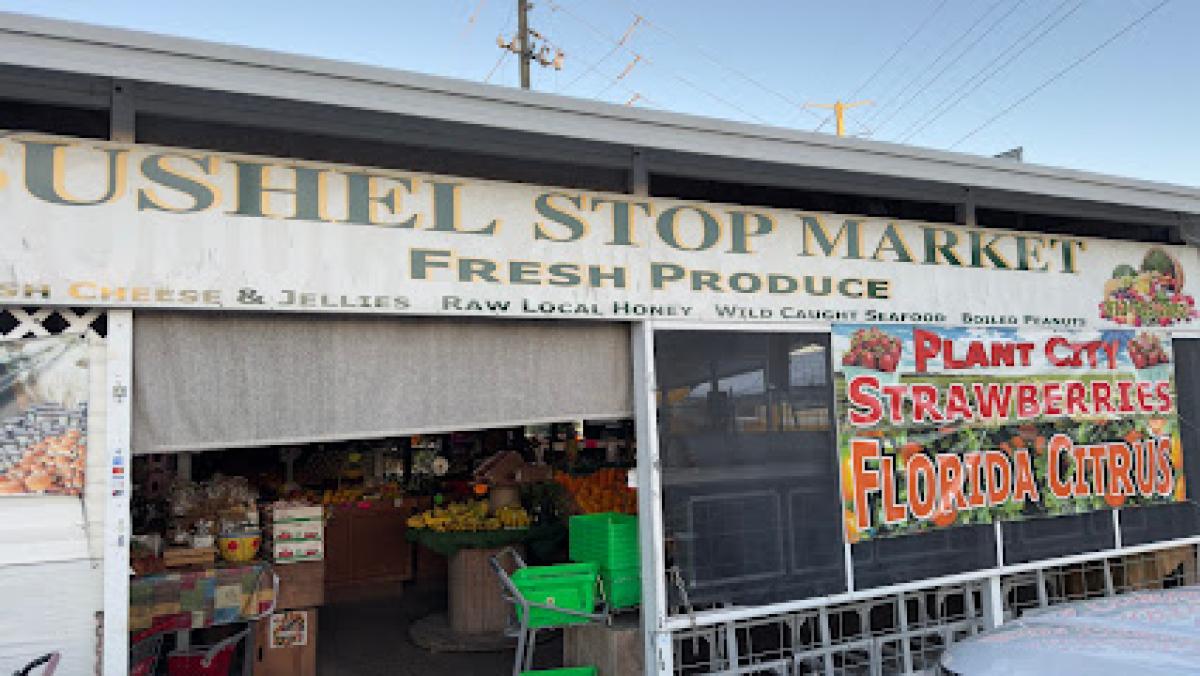 USHEL STOP MARKET
FRESH PRODUCE
SH CHEESE & JELLIES RAW LOCAL HONEY WILD CAUGHT SEAFOOD BOILED PEANUTS
PLANT CITY
STRAWBERRIES
FLORIDA CITRUS